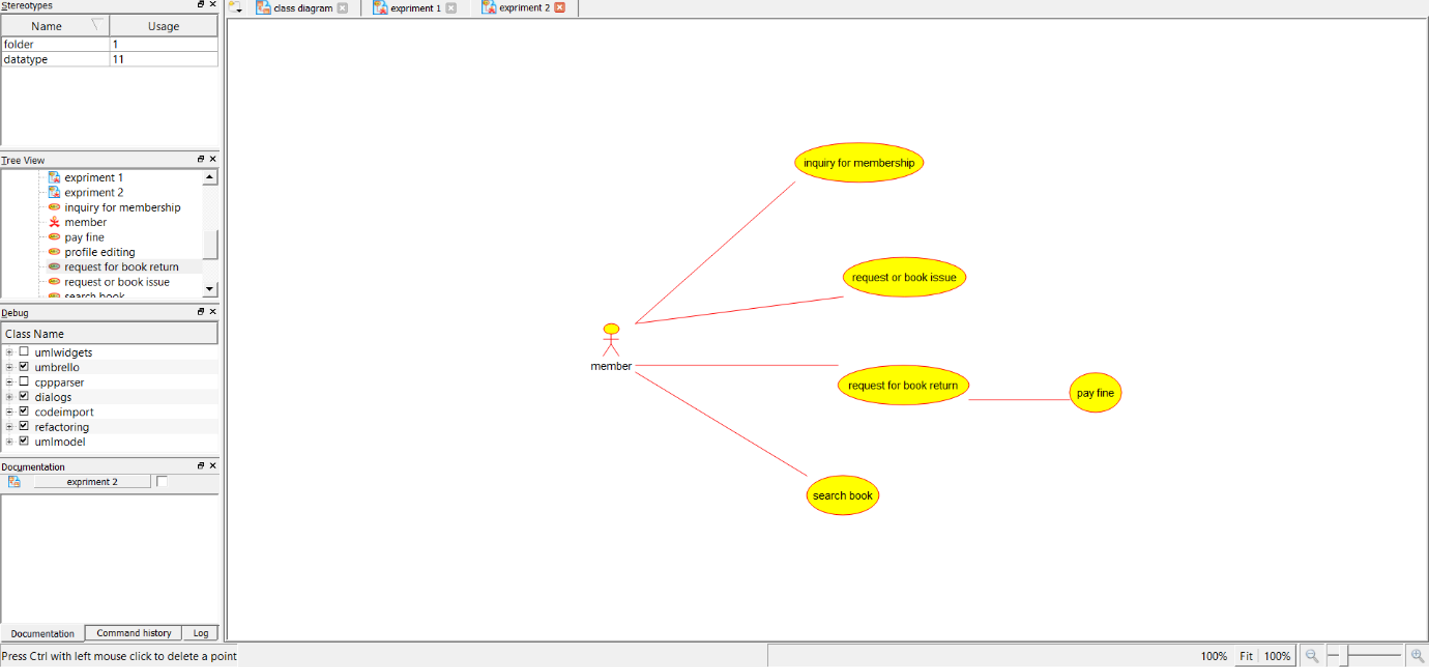 Stereotypes
Name Usage
folder 1
datatype 11
Tree View
expriment 1
expriment 2
inquiry for membership
member
pay fine
profile editing
request for book return
request or book issue
search book
Debug
Class Name
umlwidgets
umbrello
cppparser
dialogs
codeimport
refactoring
umlmodel
Documentation
expriment 2
Documentation Command history Log
Press Ctrl with left mouse click to delete a point
class diagram expriment 1 expriment 2
inquiry for membership
request or book issue
member
request for book return
pay fine
search book
100% Fit 100%